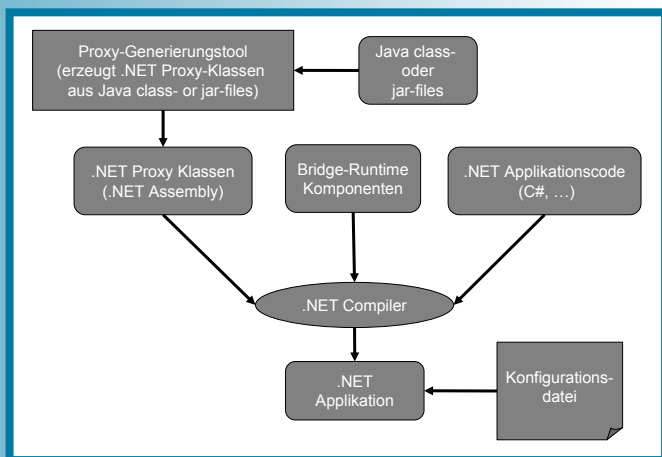 Proxy-Generierungstool
(erzeugt .NET Proxy-Klassen
aus Java class- or jar-files)
Java class-
oder
jar-files
.NET Proxy Klassen
(.NET Assembly)
Bridge-Runtime
Komponenten
.NET Applikationscode
(C#, …)
.NET Compiler
.NET
Applikation
Konfigurations-
datei